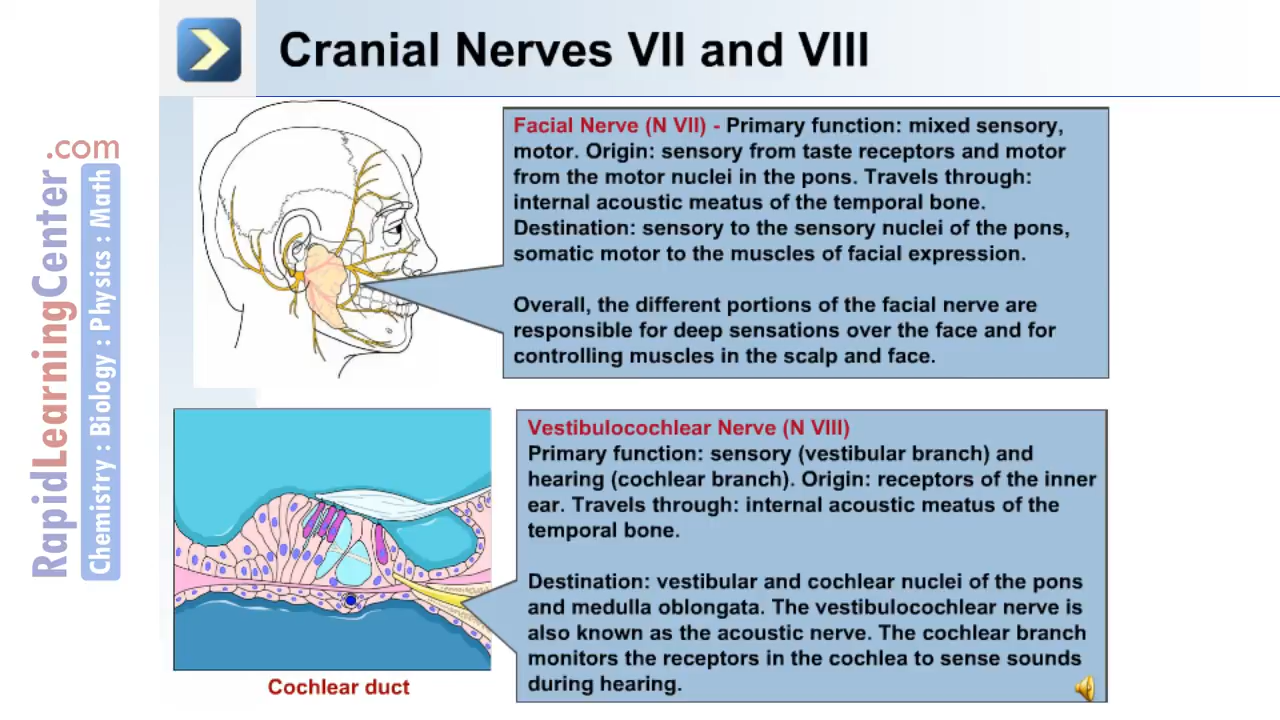 Cranial Nerves VII and VIII
RapidLearningCenter.com
Chemistry : Biology : Physics : Math
Facial Nerve (N VII) - Primary function: mixed sensory,
motor. Origin: sensory from taste receptors and motor
from the motor nuclei in the pons. Travels through:
internal acoustic meatus of the temporal bone.
Destination: sensory to the sensory nuclei of the pons,
somatic motor to the muscles of facial expression.
Overall, the different portions of the facial nerve are
responsible for deep sensations over the face and for
controlling muscles in the scalp and face.
Vestibulocochlear Nerve (N VIII)
Primary function: sensory (vestibular branch) and
hearing (cochlear branch). Origin: receptors of the inner
ear. Travels through: internal acoustic meatus of the
temporal bone.
Destination: vestibular and cochlear nuclei of the pons
and medulla oblongata. The vestibulocochlear nerve is
also known as the acoustic nerve. The cochlear branch
monitors the receptors in the cochlea to sense sounds
during hearing.
Cochlear duct